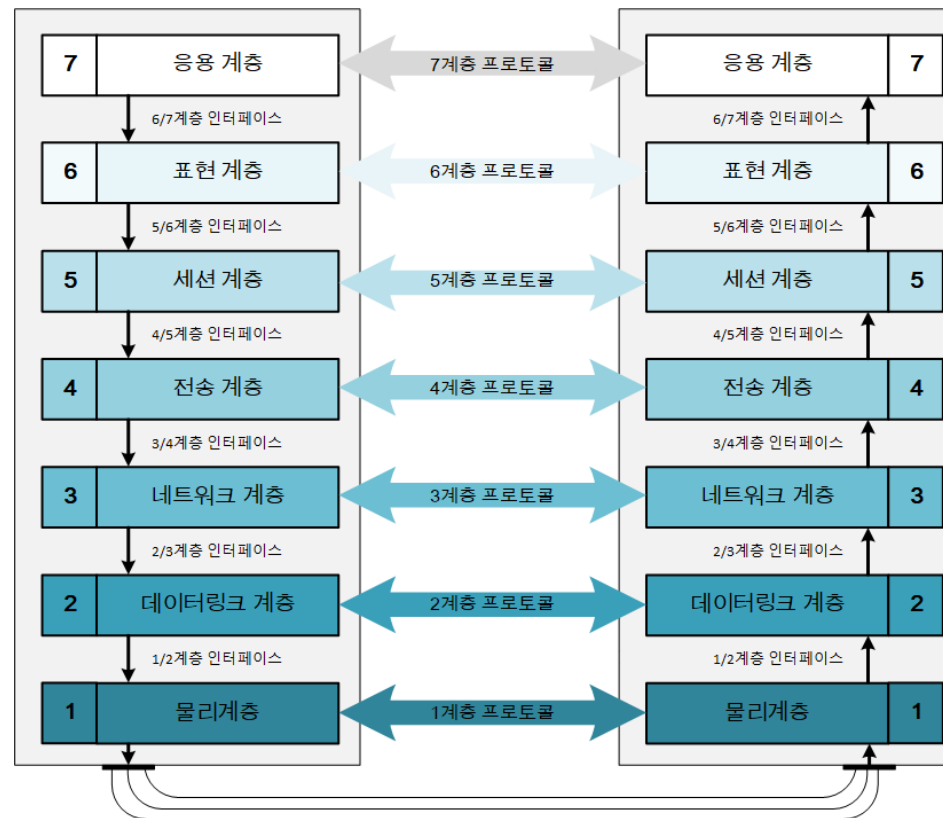 7 응용 계층 7계층 프로토콜 응용 계층 7
6/7계층 인터페이스 6/7계층 인터페이스
6 표현 계층 6계층 프로토콜 표현 계층 6
5/6계층 인터페이스 5/6계층 인터페이스
5 세션 계층 5계층 프로토콜 세션 계층 5
4/5계층 인터페이스 4/5계층 인터페이스
4 전송 계층 4계층 프로토콜 전송 계층 4
3/4계층 인터페이스 3/4계층 인터페이스
3 네트워크 계층 3계층 프로토콜 네트워크 계층 3
2/3계층 인터페이스 2/3계층 인터페이스
2 데이터링크 계층 2계층 프로토콜 데이터링크 계층 2
1/2계층 인터페이스 1/2계층 인터페이스
1 물리계층 1계층 프로토콜 물리계층 1